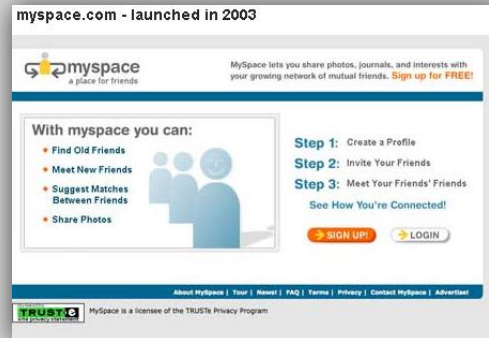 myspace.com - launched in 2003
myspace
a place for friends
MySpace lets you share photos, journals, and interests with
your growing network of mutual friends. Sign up for FREE!
With myspace you can:
Find Old Friends
Meet New Friends
Suggest Matches
Between Friends
Share Photos
Step 1: Create a Profile
Step 2: Invite Your Friends
Step 3: Meet Your Friends' Friends
See How You're Connected!
SIGN UP!
LOGIN
About MySpace | Tour | News! | FAQ | Terms | Privacy | Contact MySpace | Advertise!
TRUSTe
site privacy statement
MySpace is a licensee of the TRUSTe Privacy Program